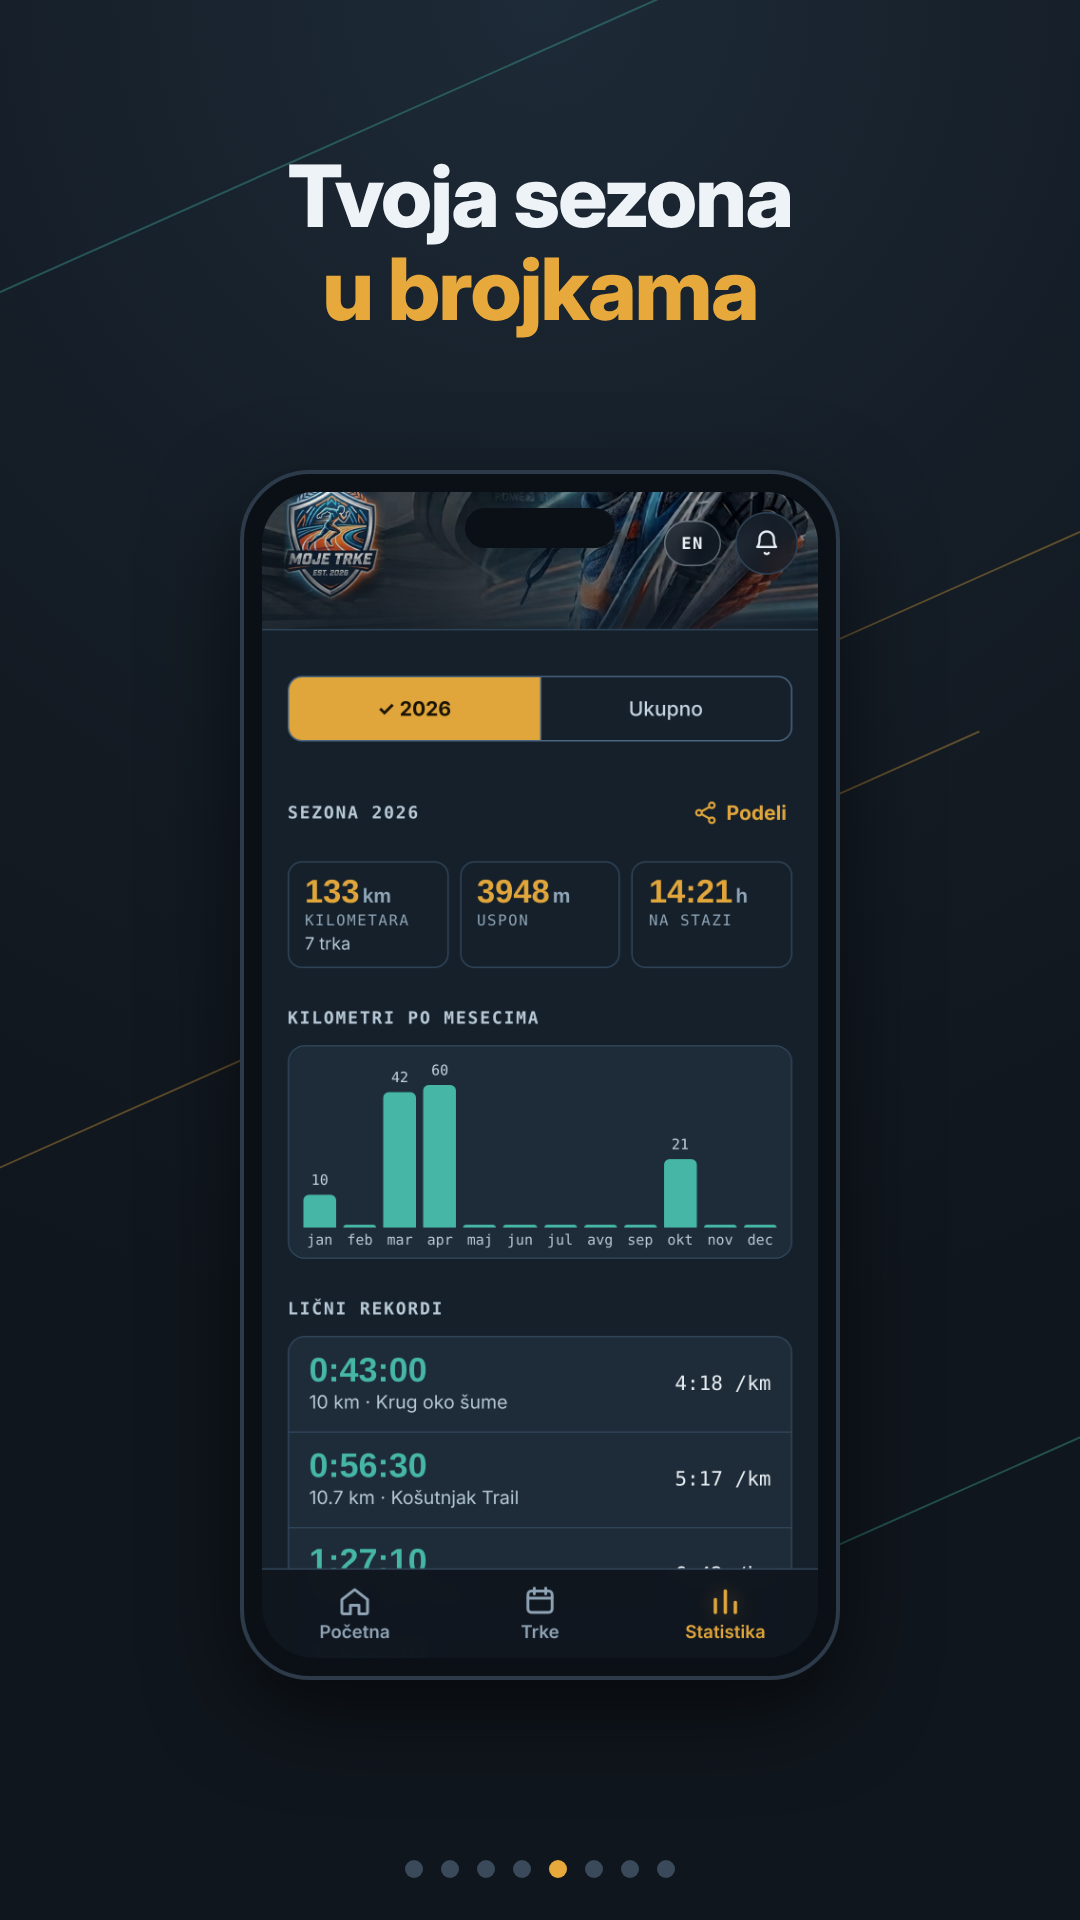 Tvoja sezona
u brojkama
MOJE TRKE
EST. 2026
EN
✓ 2026
Ukupno
SEZONA 2026
Podeli
133 km
KILOMETARA
7 trka
3948 m
USPON
14:21 h
NA STAZI
KILOMETRI PO MESECIMA
10
42
60
21
jan feb mar apr maj jun jul avg sep okt nov dec
LIČNI REKORDI
0:43:00
10 km · Krug oko šume
4:18 /km
0:56:30
10.7 km · Košutnjak Trail
5:17 /km
1:27:10
Početna
Trke
Statistika